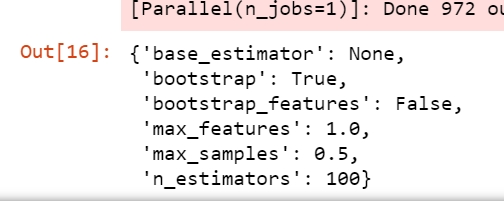 [Parallel(n_jobs=1)]: Done 972
Out[16]: {'base_estimator': None,
'bootstrap': True,
'bootstrap_features': False,
'max_features': 1.0,
'max_samples': 0.5,
'n_estimators': 100}